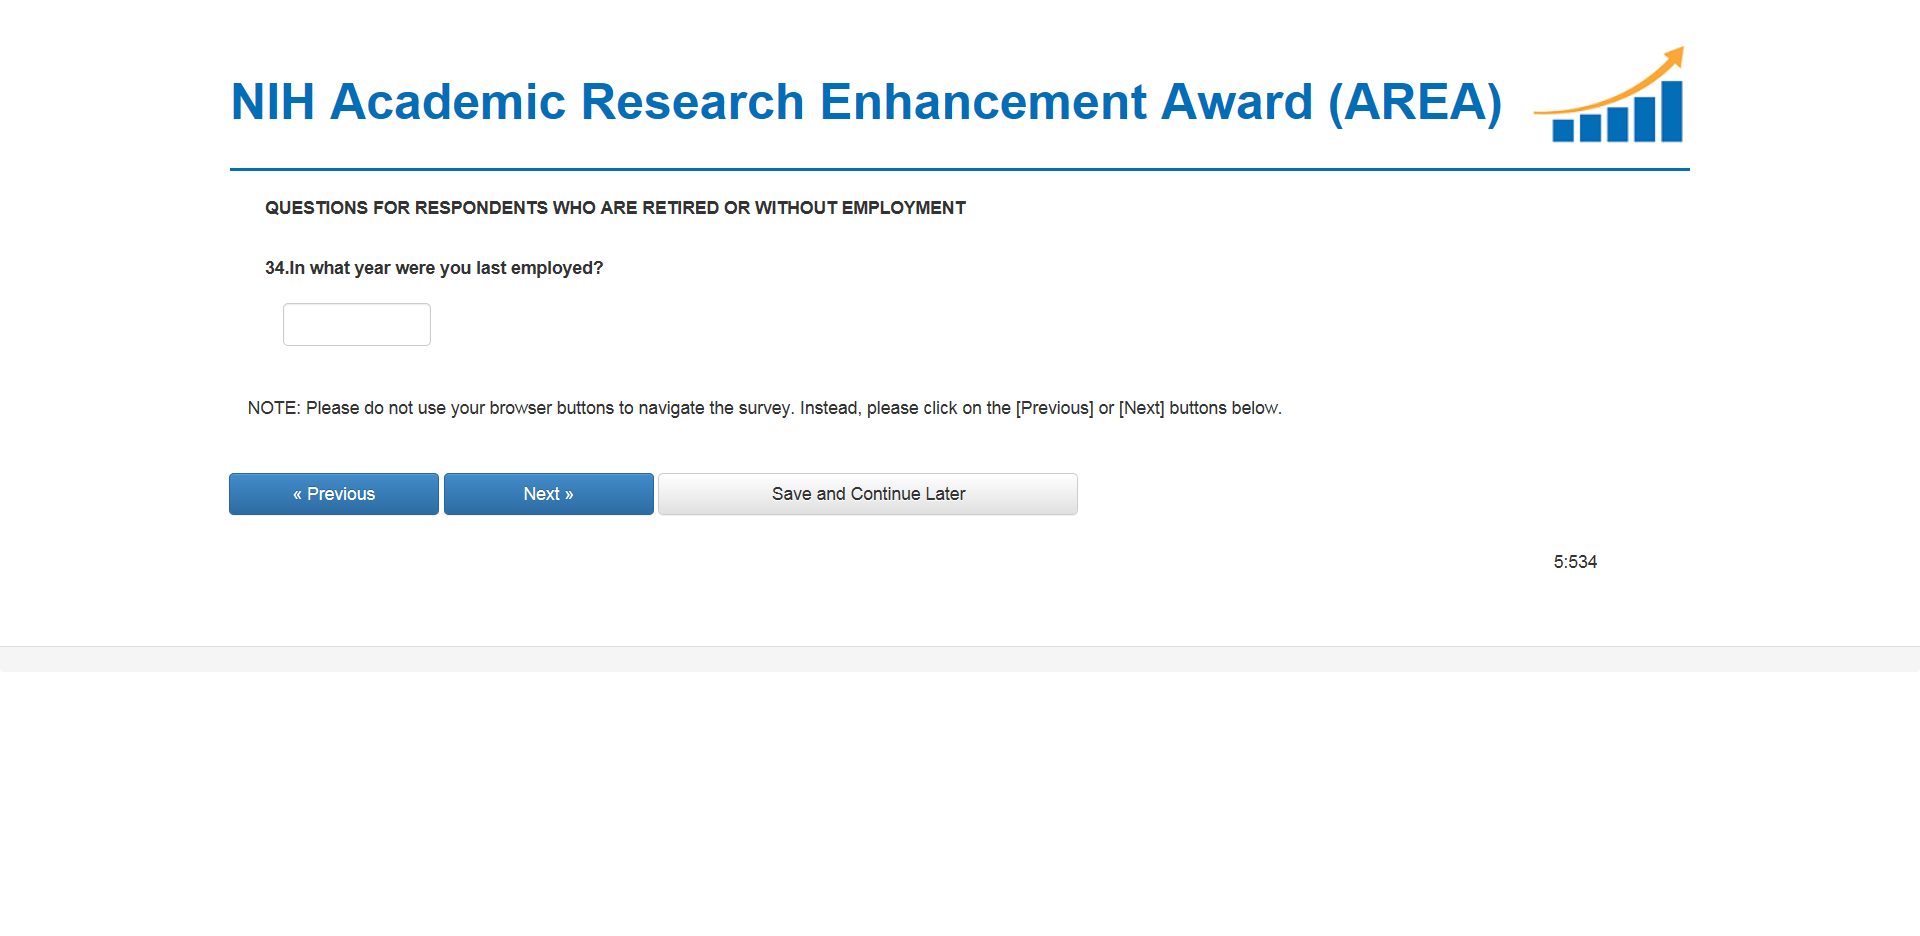 NIH Academic Research Enhancement Award (AREA)
QUESTIONS FOR RESPONDENTS WHO ARE RETIRED OR WITHOUT EMPLOYMENT
34.In what year were you last employed?
NOTE: Please do not use your browser buttons to navigate the survey. Instead, please click on the [Previous] or [Next] buttons below.
« Previous Next » Save and Continue Later
5:534